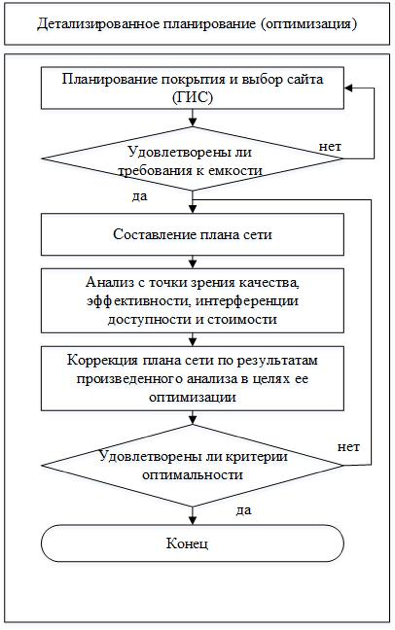 Детализированное планирование (оптимизация)
Планирование покрытия и выбор сайта
(ГИС)
нет
Удовлетворены ли
требования к емкости
да
Составление плана сети
Анализ с точки зрения качества,
эффективности, интерференции
доступности и стоимости
Коррекция плана сети по результатам
произведенного анализа в целях ее
оптимизации
нет
Удовлетворены ли критерии
оптимальности
да
Конец